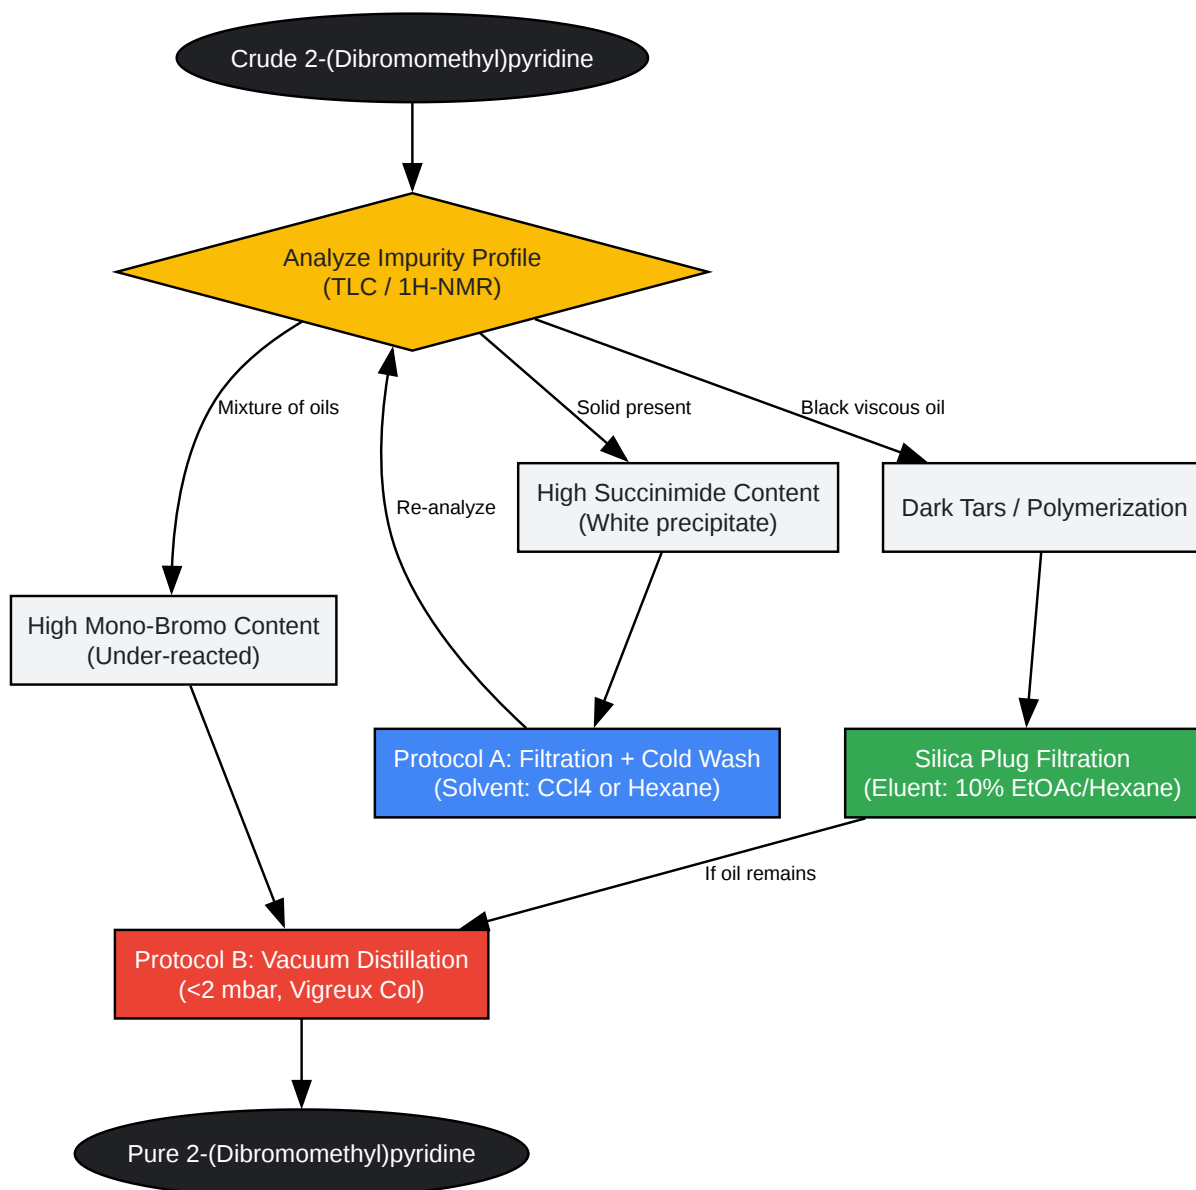 Crude 2-(Dibromomethyl)pyridine
Analyze Impurity Profile
(TLC / 1H-NMR)
Mixture of oils
Solid present
Black viscous oil
Re-analyze
High Succinimide Content
(White precipitate)
Dark Tars / Polymerization
High Mono-Bromo Content
(Under-reacted)
Protocol A: Filtration + Cold Wash
(Solvent: CCl4 or Hexane)
Silica Plug Filtration
(Eluent: 10% EtOAc/Hexane)
If oil remains
Protocol B: Vacuum Distillation
(<2 mbar, Vigreux Col)
Pure 2-(Dibromomethyl)pyridine